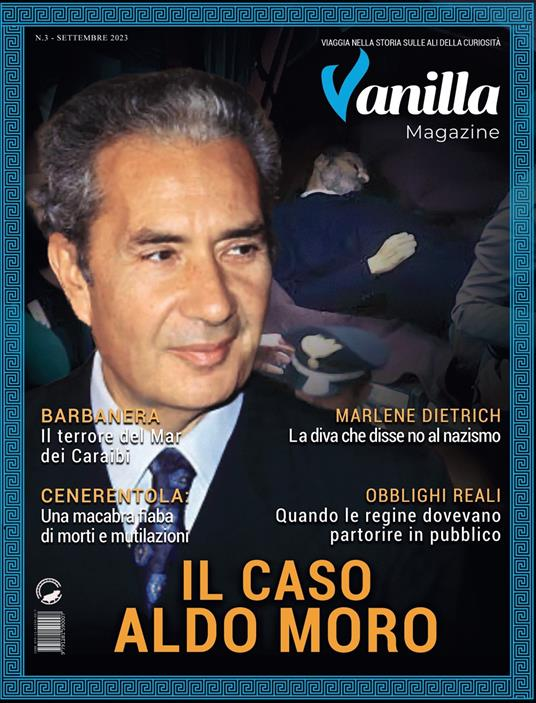 N.3 - SETTEMBRE 2023
VIAGGIA NELLA STORIA SULLE ALI DELLA CURIOSITÀ
Vanilla
Magazine
BARBANERA
Il terrore del Mar
dei Caraibi
MARLENE DIETRICH
La diva che disse no al nazismo
CENERENTOLA:
Una macabra fiaba
di morti e mutilazioni
OBBLIGHI REALI
Quando le regine dovevano
partorire in pubblico
IL CASO
ALDO MORO